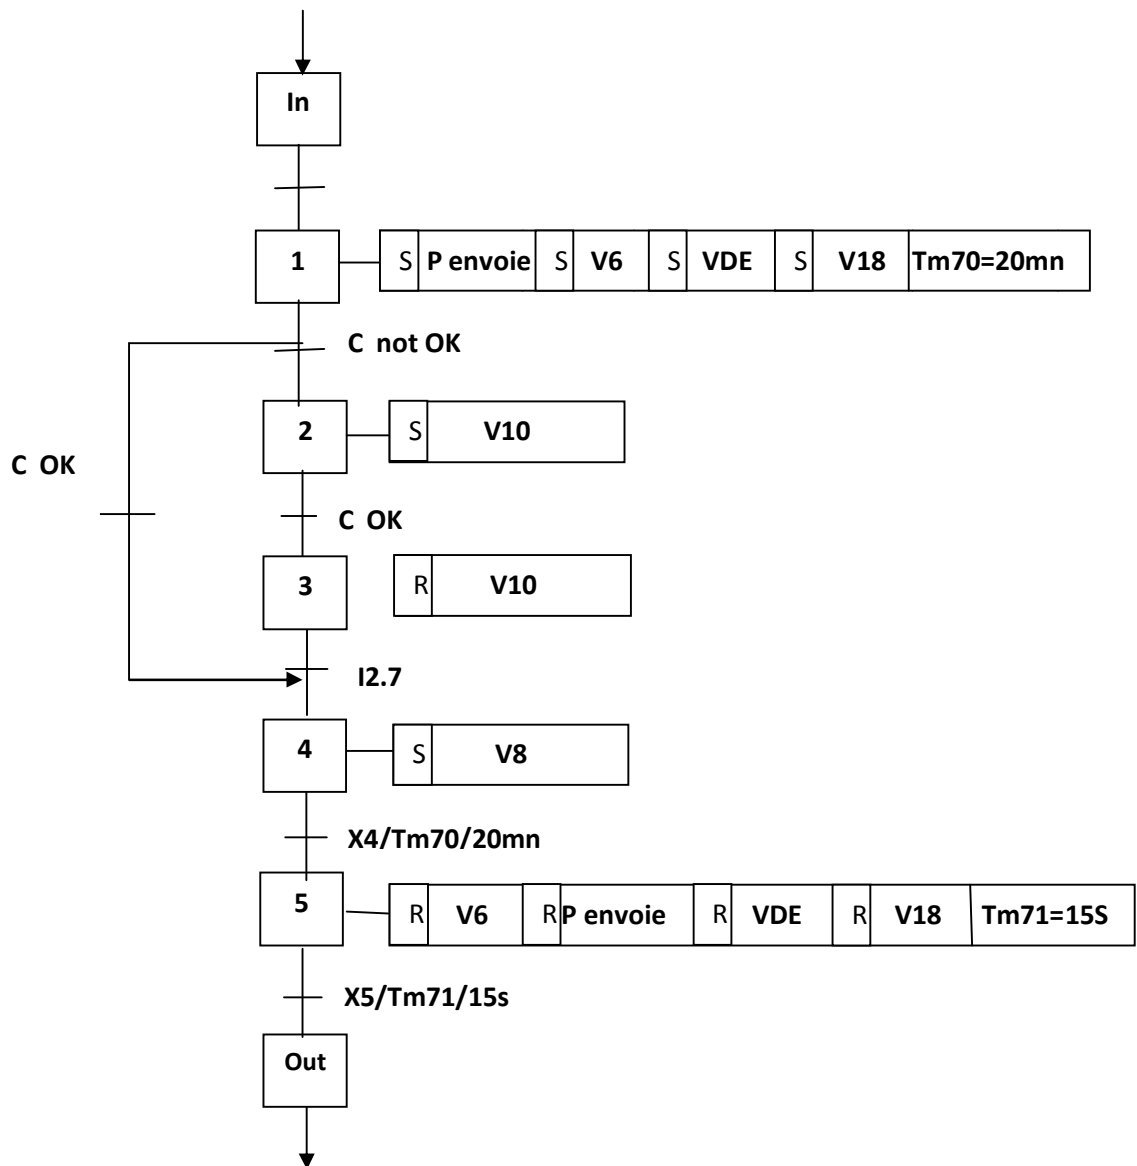 In
1 S P envoie S V6 S VDE S V18 Tm70=20mn
C not OK
2 S V10
C OK
C OK
3 R V10
I2.7
4 S V8
X4/Tm70/20mn
5 R V6 R P envoie R VDE R V18 Tm71=15S
X5/Tm71/15s
Out